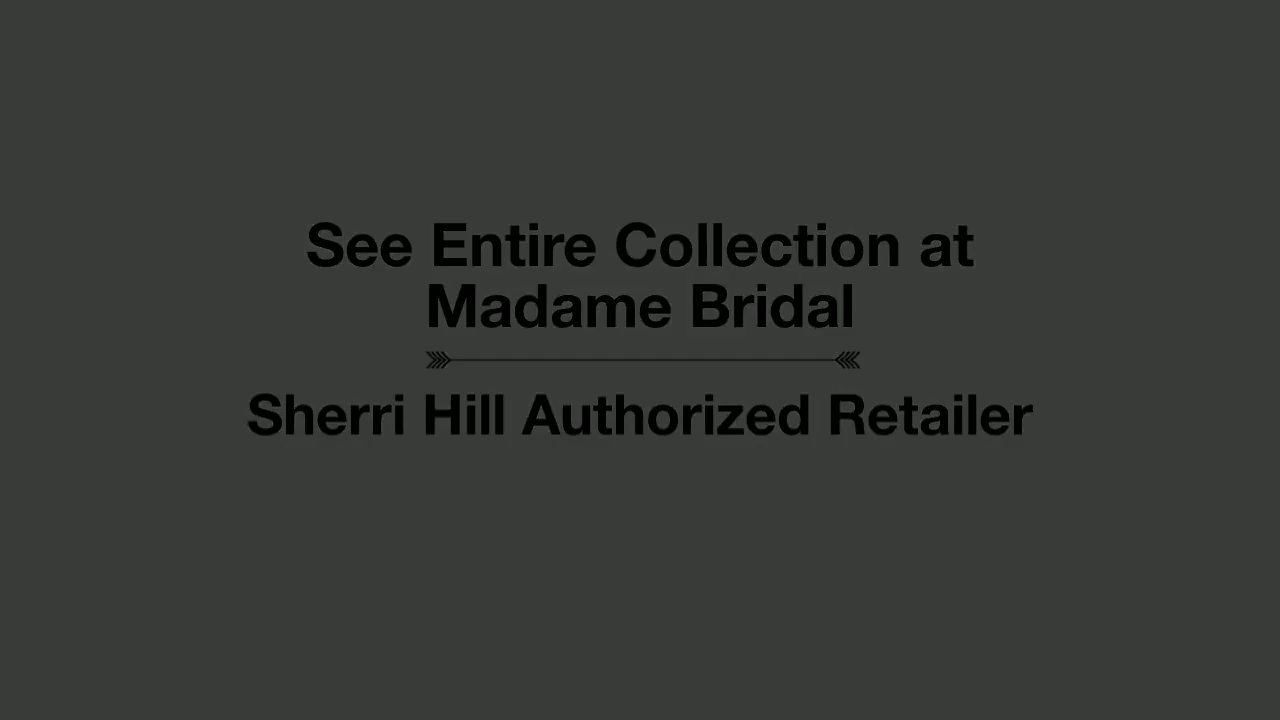 See Entire Collection at
Madame Bridal
Sherri Hill Authorized Retailer